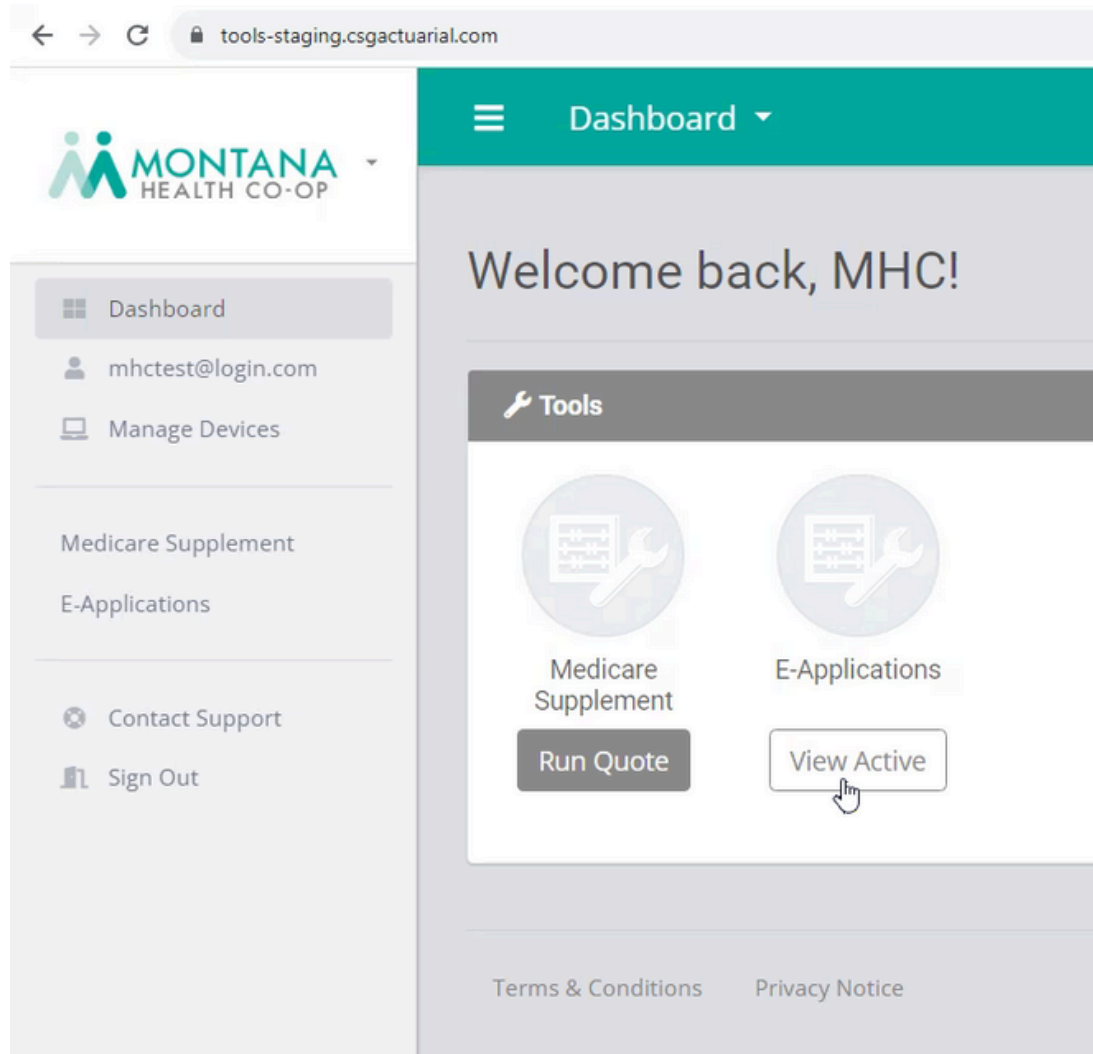 tools-staging.csgactuarial.com
MONTANA
HEALTH CO-OP
Dashboard
mhctest@login.com
Manage Devices
Medicare Supplement
E-Applications
Contact Support
Sign Out
Dashboard
Welcome back, MHC!
Tools
Medicare
Supplement
Run Quote
E-Applications
View Active
Terms & Conditions
Privacy Notice